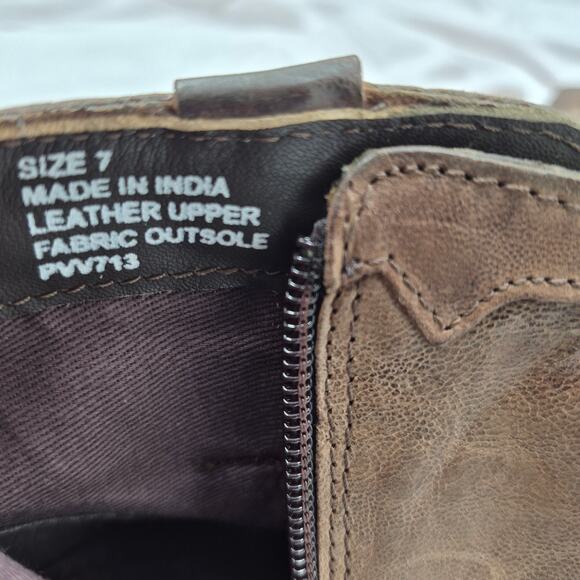 SIZE 7
MADE IN INDIA
LEATHER UPPER
FABRIC OUTSOLE
PVV713